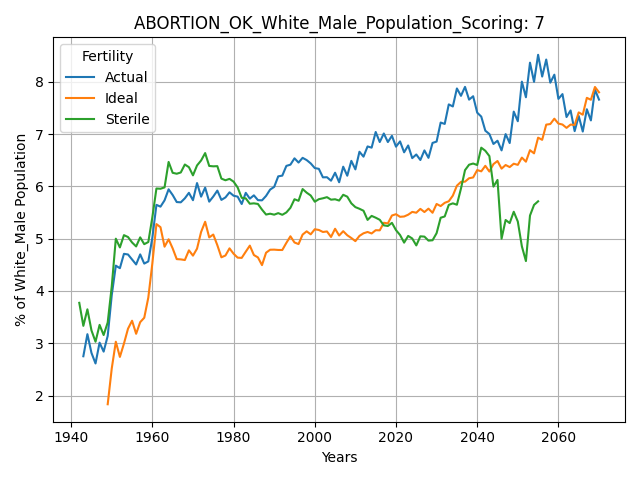 ABORTION_OK_White_Male_Population_Scoring: 7
Fertility
Actual
Ideal
Sterile
% of White_Male Population
8
7
6
5
4
3
2
1940 1960 1980 2000 2020 2040 2060
Years